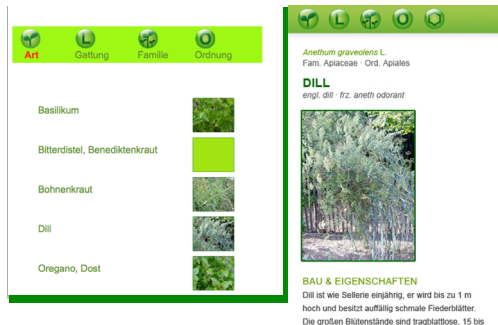 L
O
Art Gattung Familie Ordnung
Basilikum
Bitterdistel, Benediktenkraut
Bohnenkraut
Dill
Oregano, Dost
L O
Anethum graveolens L.
Fam. Apiaceae · Ord. Apiales
DILL
engl. dill · frz. aneth odorant
BAU & EIGENSCHAFTEN
Dill ist wie Sellerie einjährig, er wird bis zu 1 m
hoch und besitzt auffällig schmale Fiederblätter.
Die großen Blütenstände sind tragblattlose, 15 bis